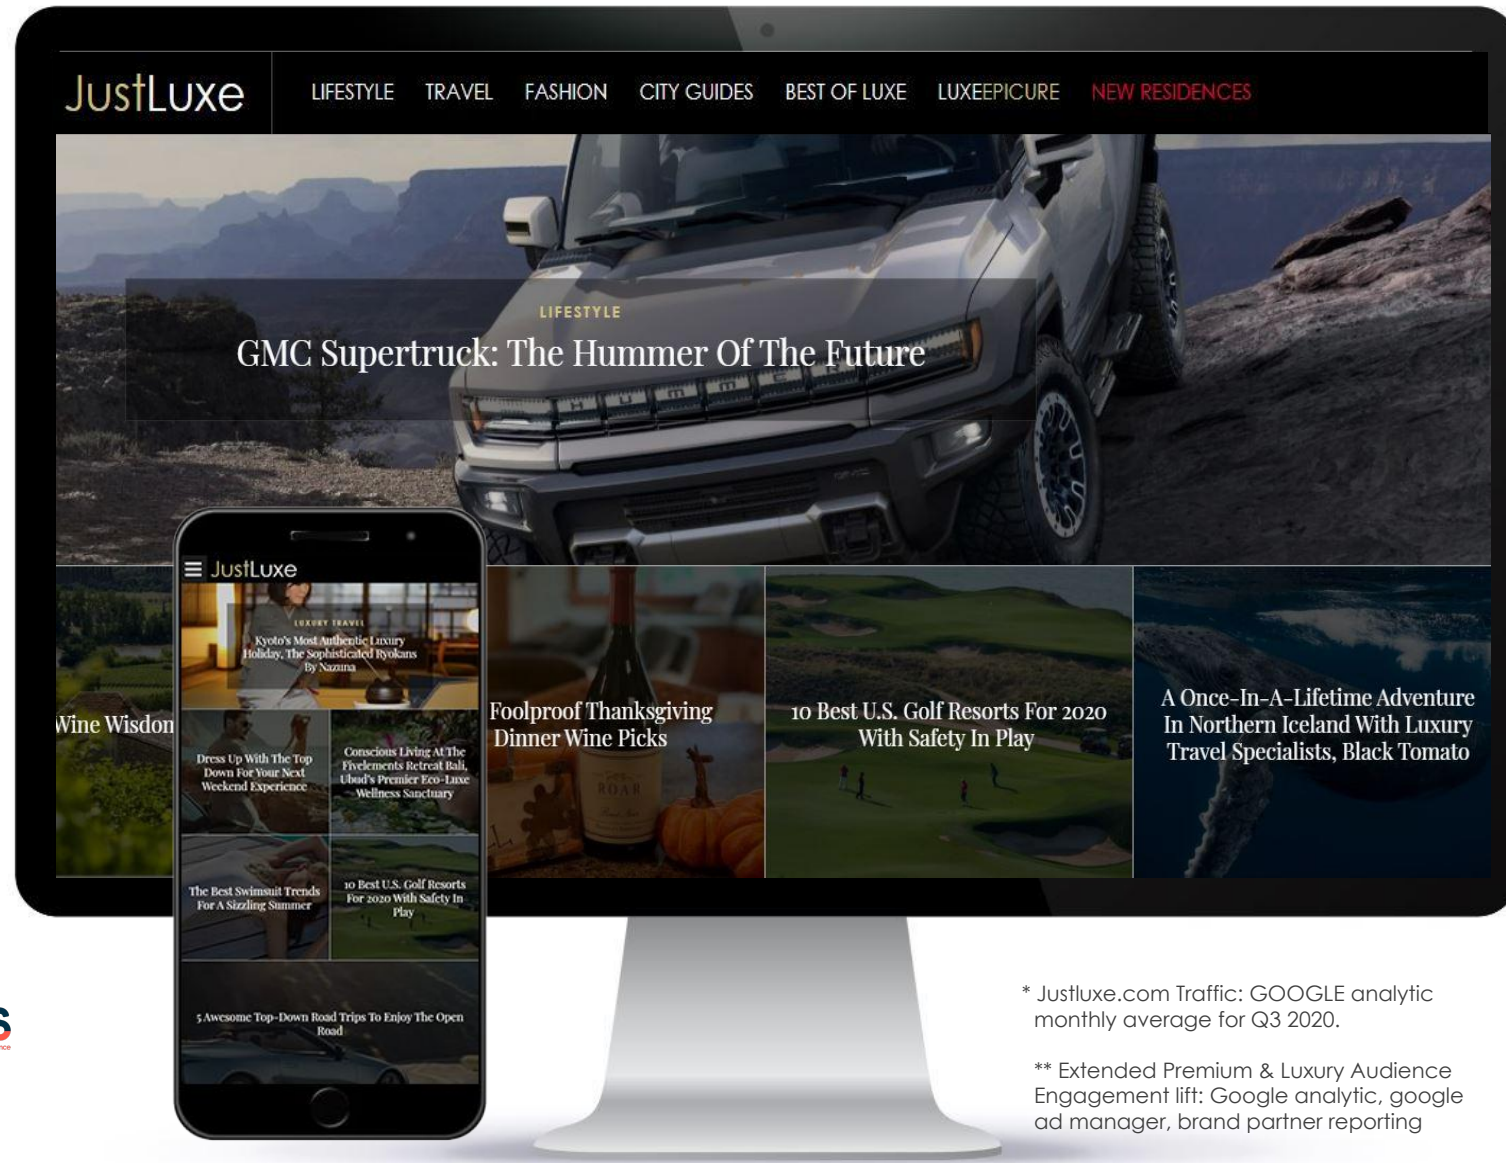 JustLuxe
LIFESTYLE TRAVEL FASHION CITY GUIDES BEST OF LUXE LUXEEPICURE NEW RESIDENCES
LIFESTYLE
GMC Supertruck: The Hummer Of The Future
HUMMER
Wine Wisdom
Foolproof Thanksgiving
Dinner Wine Picks
ROAR
10 Best U.S. Golf Resorts For 2020
With Safety In Play
A Once-In-A-Lifetime Adventure
In Northern Iceland With Luxury
Travel Specialists, Black Tomato
JustLuxe
LUXURY TRAVEL
Kyoto's Most Authentic Luxury
Holiday, The Sophisticated Ryokans
By Nazuna
Dress Up With The Top
Down For Your Next
Weekend Experience
Conscious Living At The
Fivelements Retreat Bali,
Ubud's Premier Eco-Luxe
Wellness Sanctuary
The Best Swimsuit Trends
For A Sizzling Summer
10 Best U.S. Golf Resorts
For 2020 With Safety In
Play
5 Awesome Top-Down Road Trips To Enjoy The Open
Road
* Justluxe.com Traffic: GOOGLE analytic
monthly average for Q3 2020.
** Extended Premium & Luxury Audience
Engagement lift: Google analytic, google
ad manager, brand partner reporting